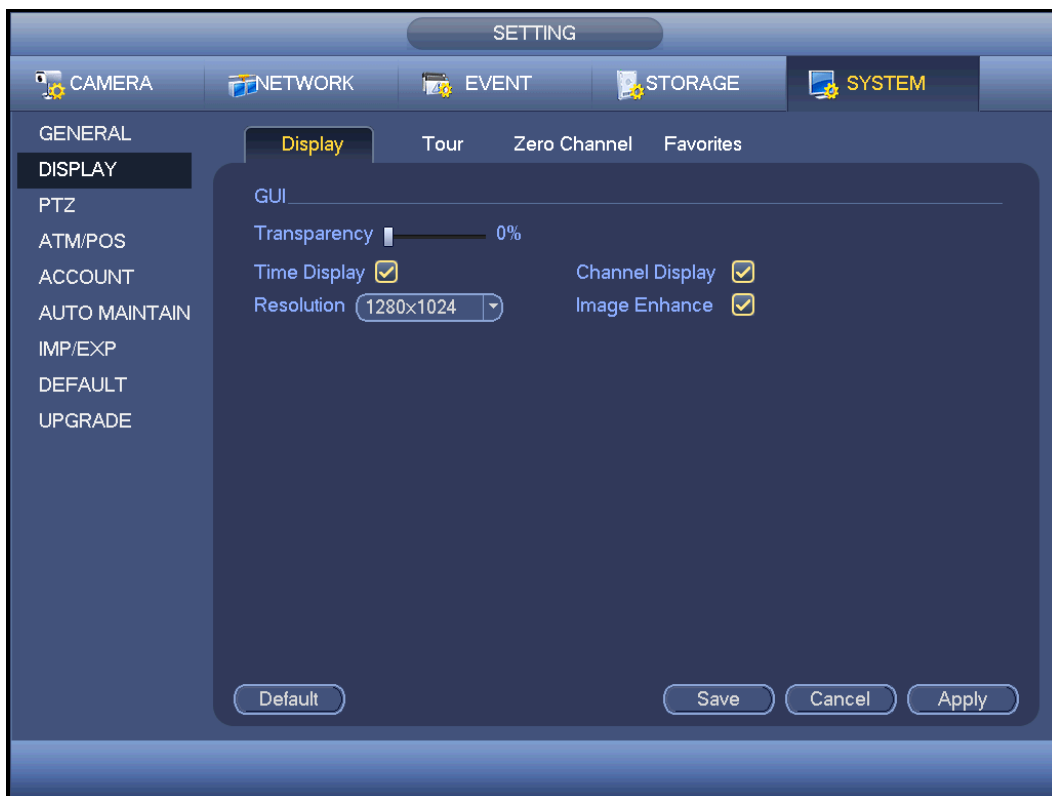 SETTING
CAMERA NETWORK EVENT STORAGE SYSTEM
GENERAL
DISPLAY
PTZ
ATM/POS
ACCOUNT
AUTO MAINTAIN
IMP/EXP
DEFAULT
UPGRADE
Display Tour Zero Channel Favorites
GUI
Transparency 0%
Time Display Channel Display
Resolution 1280x1024 Image Enhance
Default Save Cancel Apply